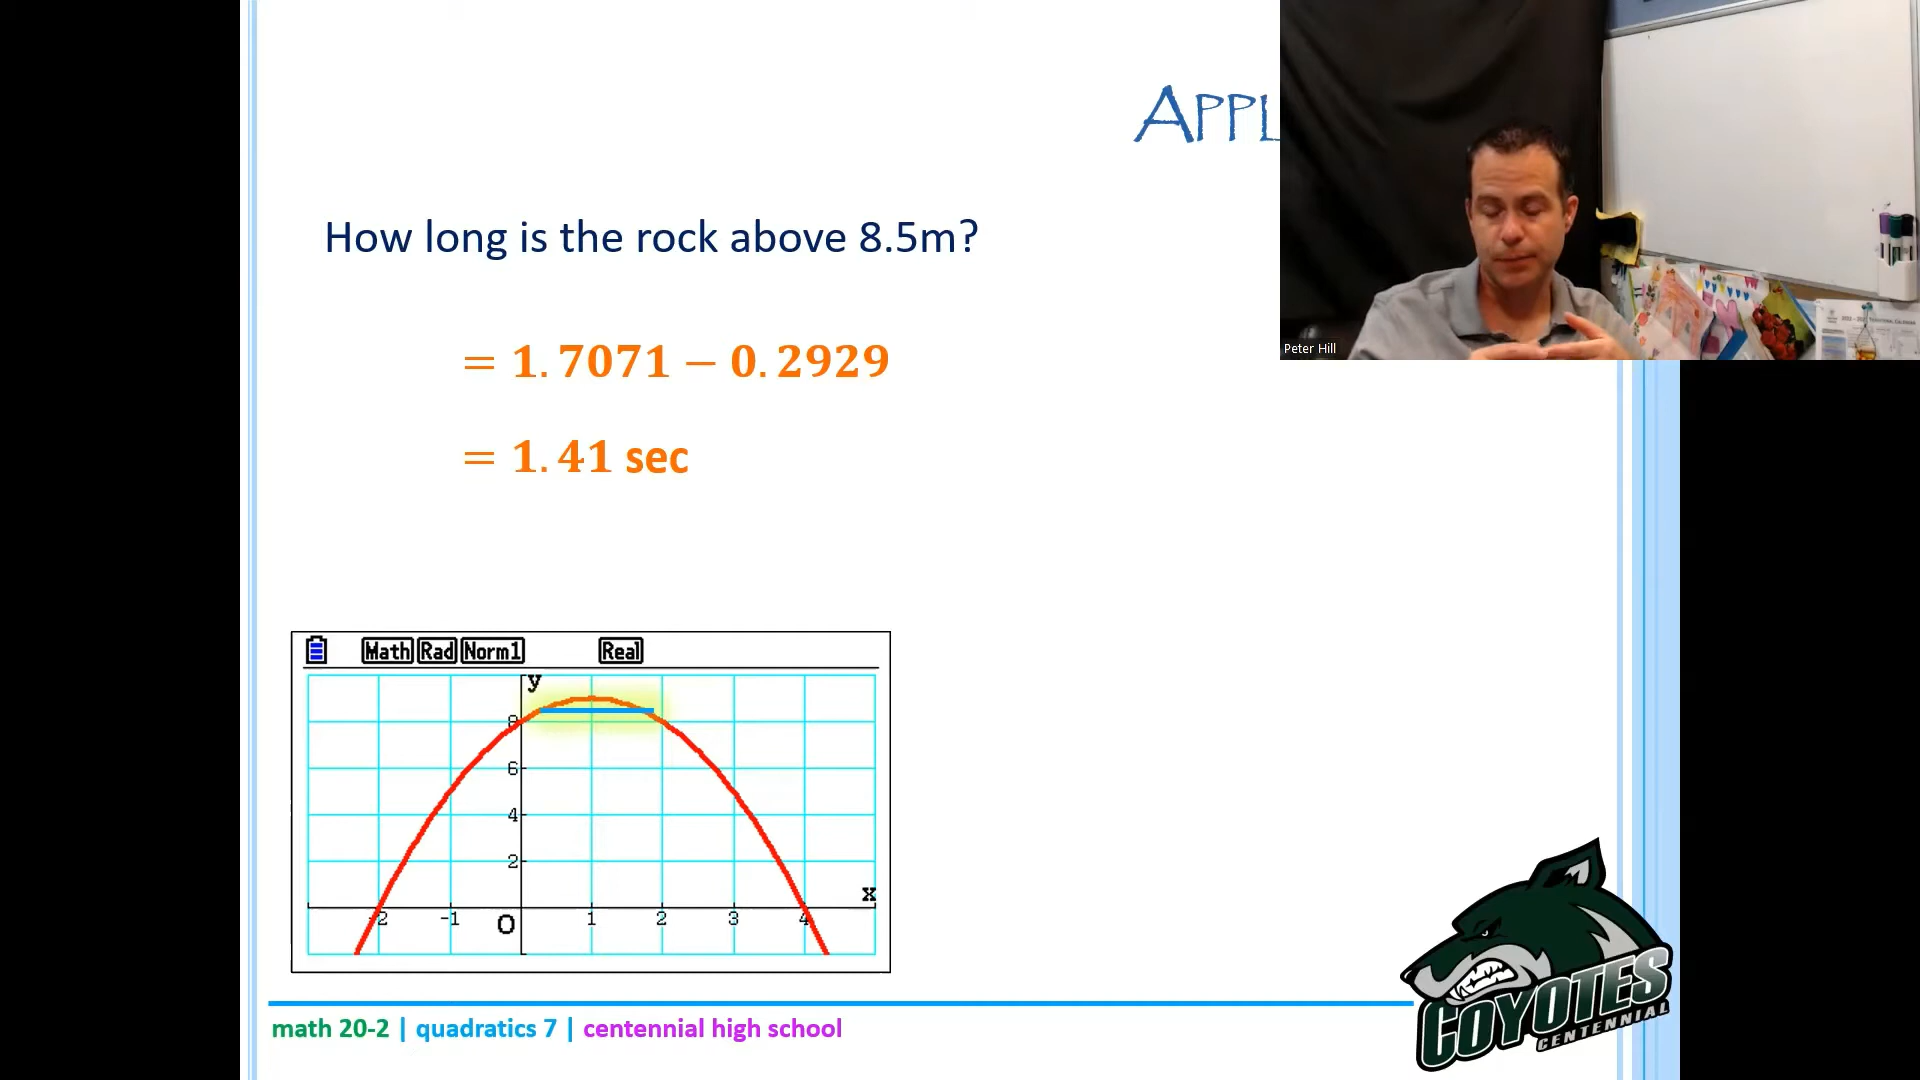 APPL
How long is the rock above 8.5m?
= 1.7071 − 0.2929
= 1.41 sec
Peter Hill
Math Rad Norm1 Real
y
8
6
4
2
x
-2 -1 O 1 2 3 4
COYOTES
CENTENNIAL
math 20-2 | quadratics 7 | centennial high school